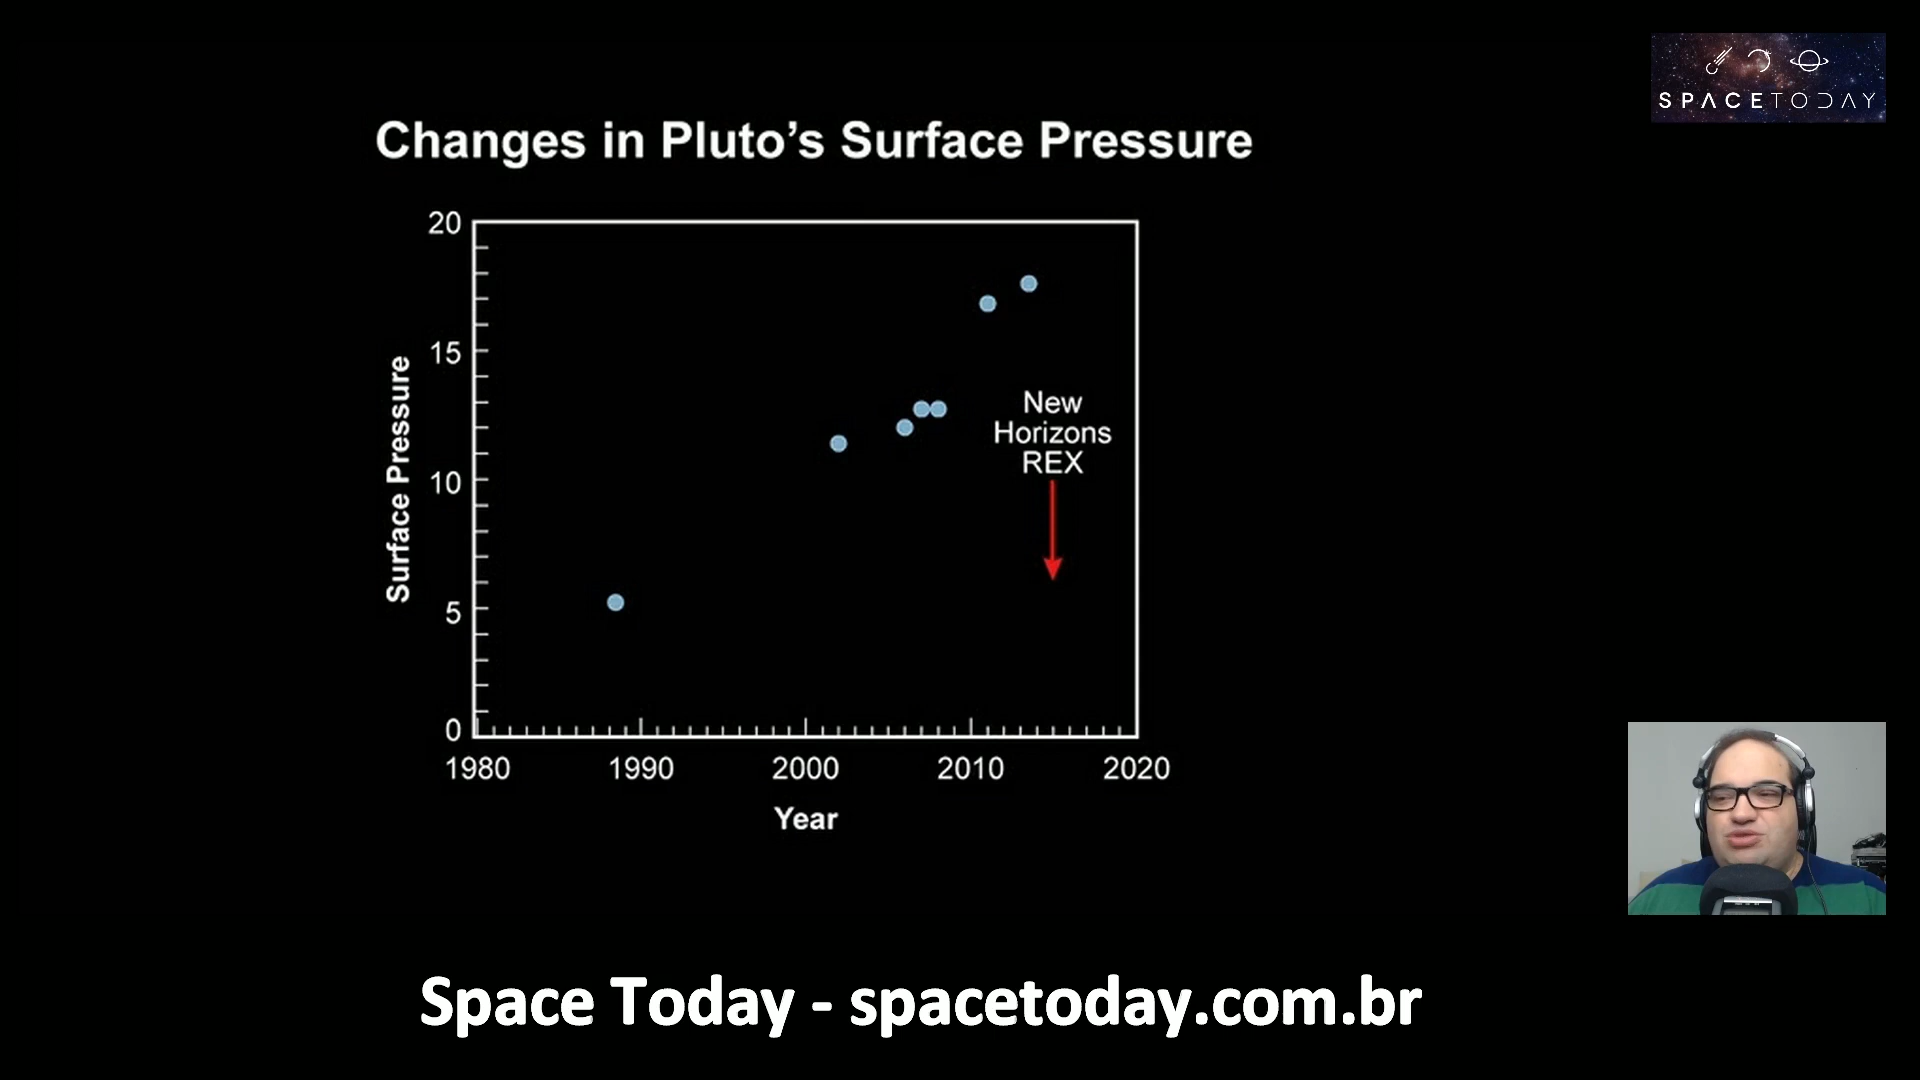 SPACETODAY
Changes in Pluto’s Surface Pressure
20
15
10
5
0
Surface Pressure
New
Horizons
REX
1980 1990 2000 2010 2020
Year
Space Today - spacetoday.com.br